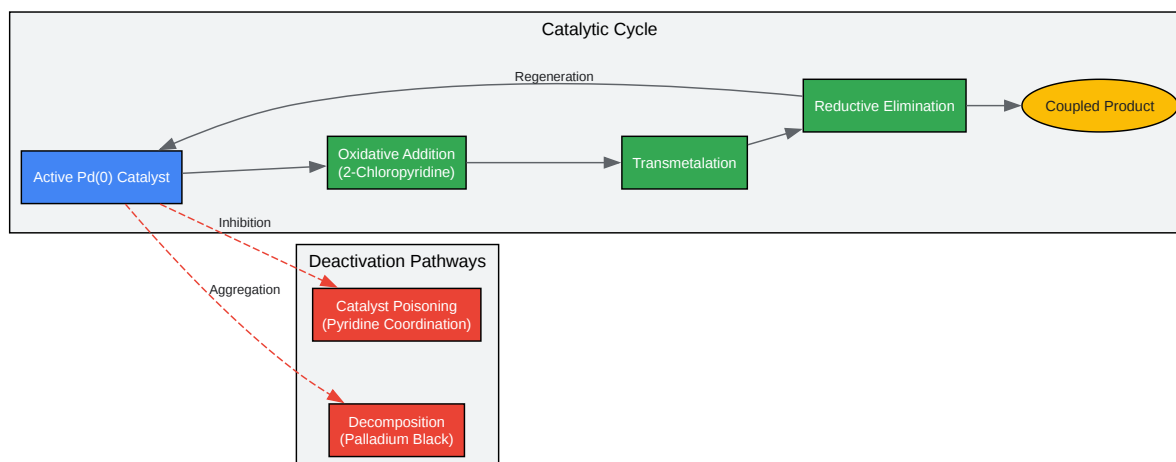 Catalytic Cycle
Regeneration
Reductive Elimination
Coupled Product
Oxidative Addition
(2-Chloropyridine)
Transmetalation
Active Pd(0) Catalyst
Inhibition
Deactivation Pathways
Aggregation
Catalyst Poisoning
(Pyridine Coordination)
Decomposition
(Palladium Black)